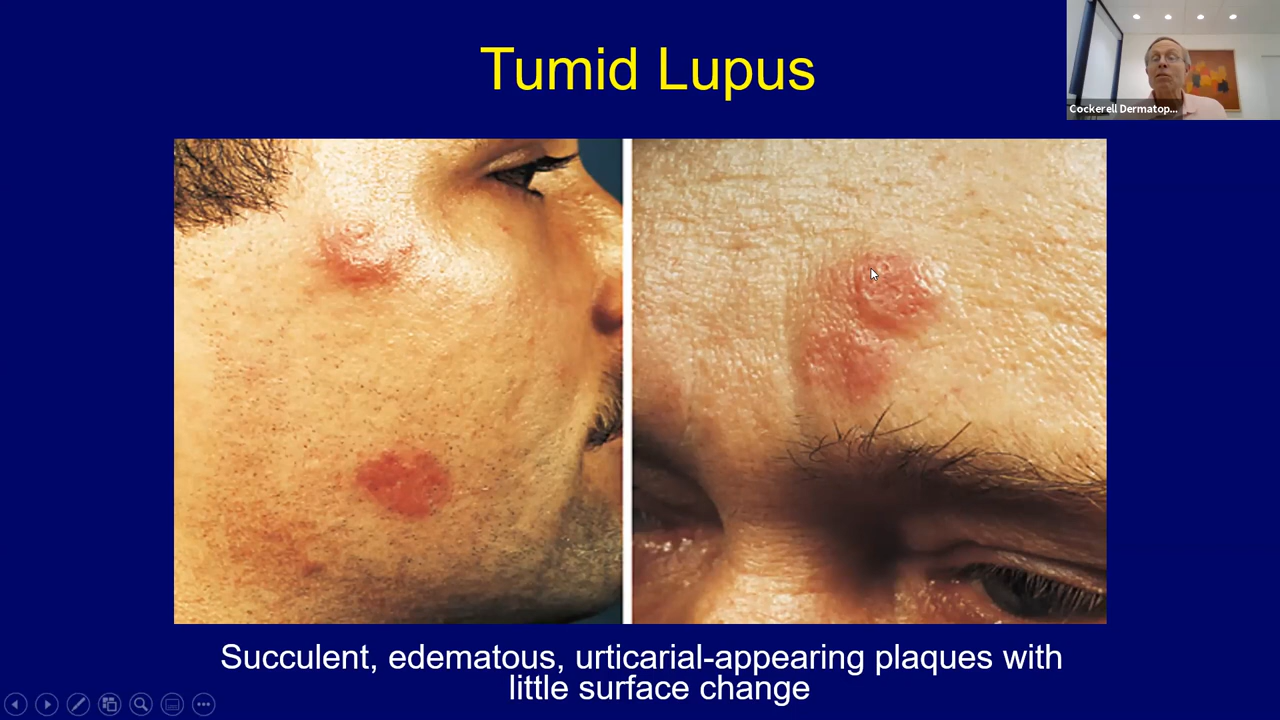 Tumid Lupus
Cockerell Dermatop...
Succulent, edematous, urticarial-appearing plaques with
little surface change